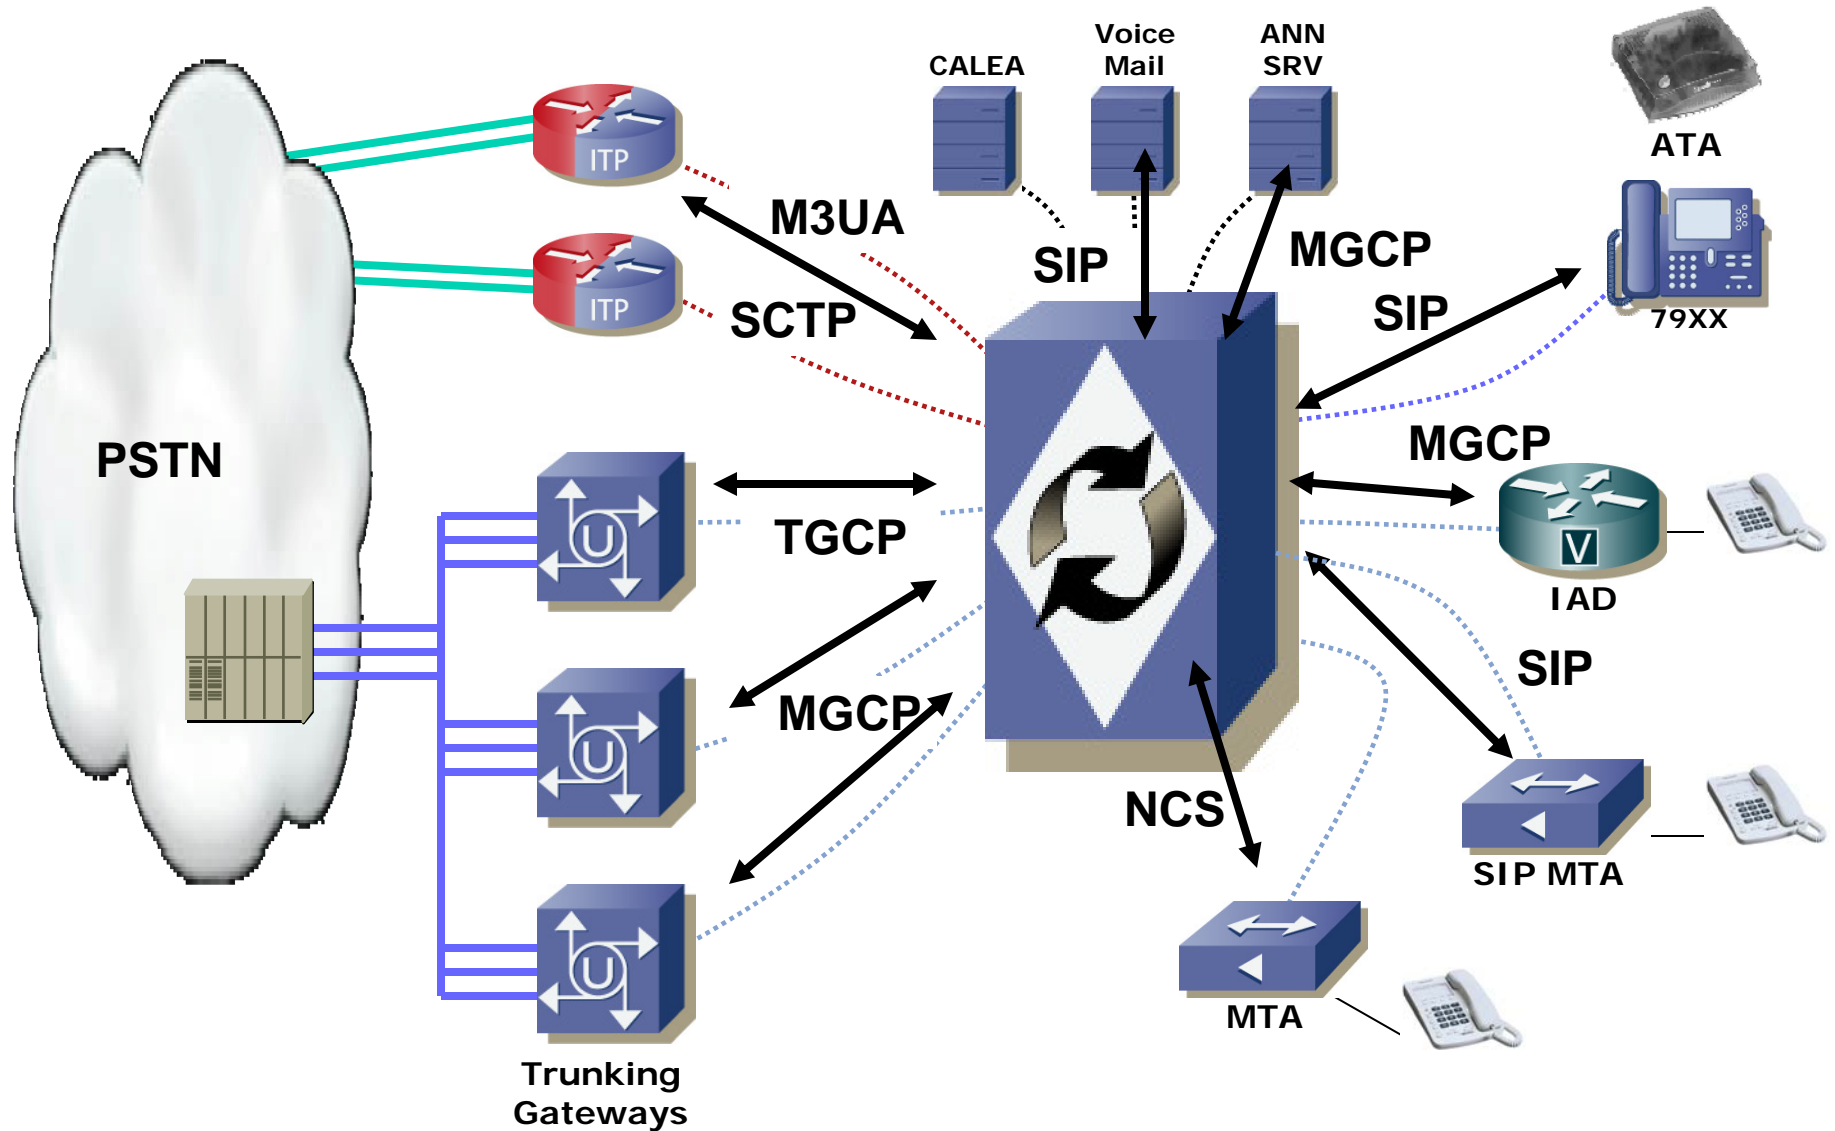 Voice
Mail
ANN
SRV
CALEA
ATA
ITP
M3UA
SIP
MGCP
ITP
SCTP
SIP
79XX
PSTN
MGCP
TGCP
U
V
IAD
SIP
MGCP
U
NCS
SIP MTA
U
MTA
Trunking
Gateways